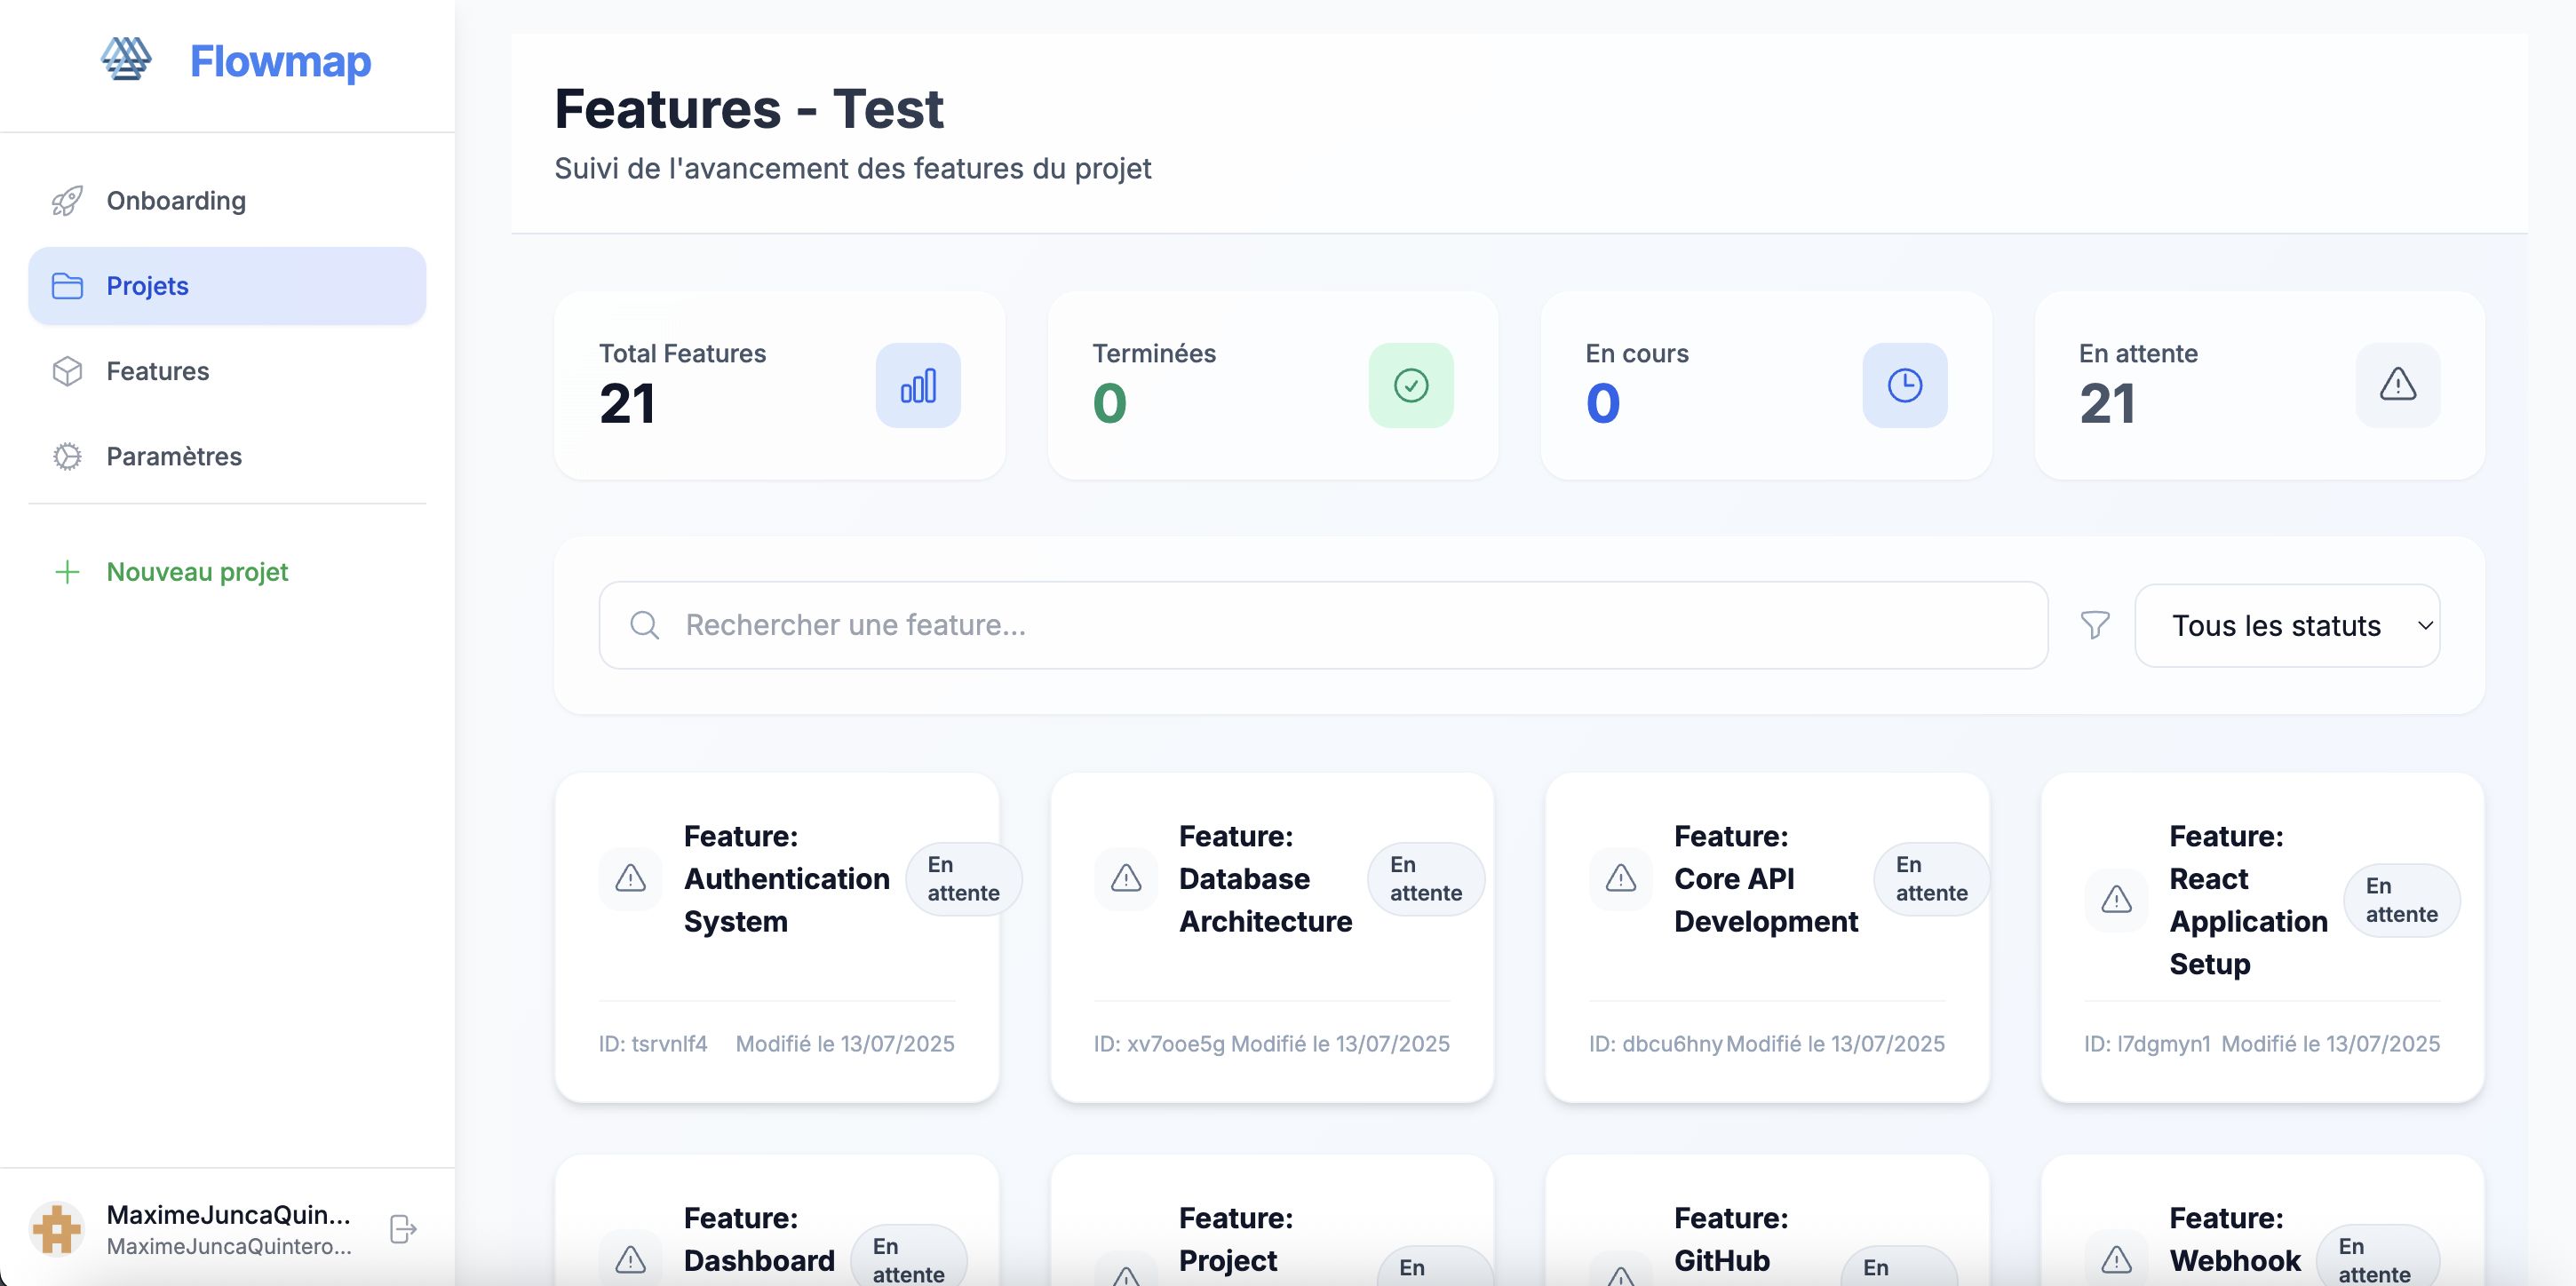 Flowmap
Onboarding
Projets
Features
Paramètres
Nouveau projet
MaximeJuncaQuin...
MaximeJuncaQuintero...
Features - Test
Suivi de l'avancement des features du projet
Total Features
21
Terminées
0
En cours
0
En attente
21
Rechercher une feature...
Tous les statuts
Feature:
Authentication
System
En
attente
ID: tsrvnlf4 Modifié le 13/07/2025
Feature:
Database
Architecture
En
attente
ID: xv7ooe5g Modifié le 13/07/2025
Feature:
Core API
Development
En
attente
ID: dbcu6hny Modifié le 13/07/2025
Feature:
React
Application
Setup
En
attente
ID: l7dgmyn1 Modifié le 13/07/2025
Feature:
Dashboard
En
attente
Feature:
Project
En
Feature:
GitHub
En
Feature:
Webhook
En
attente